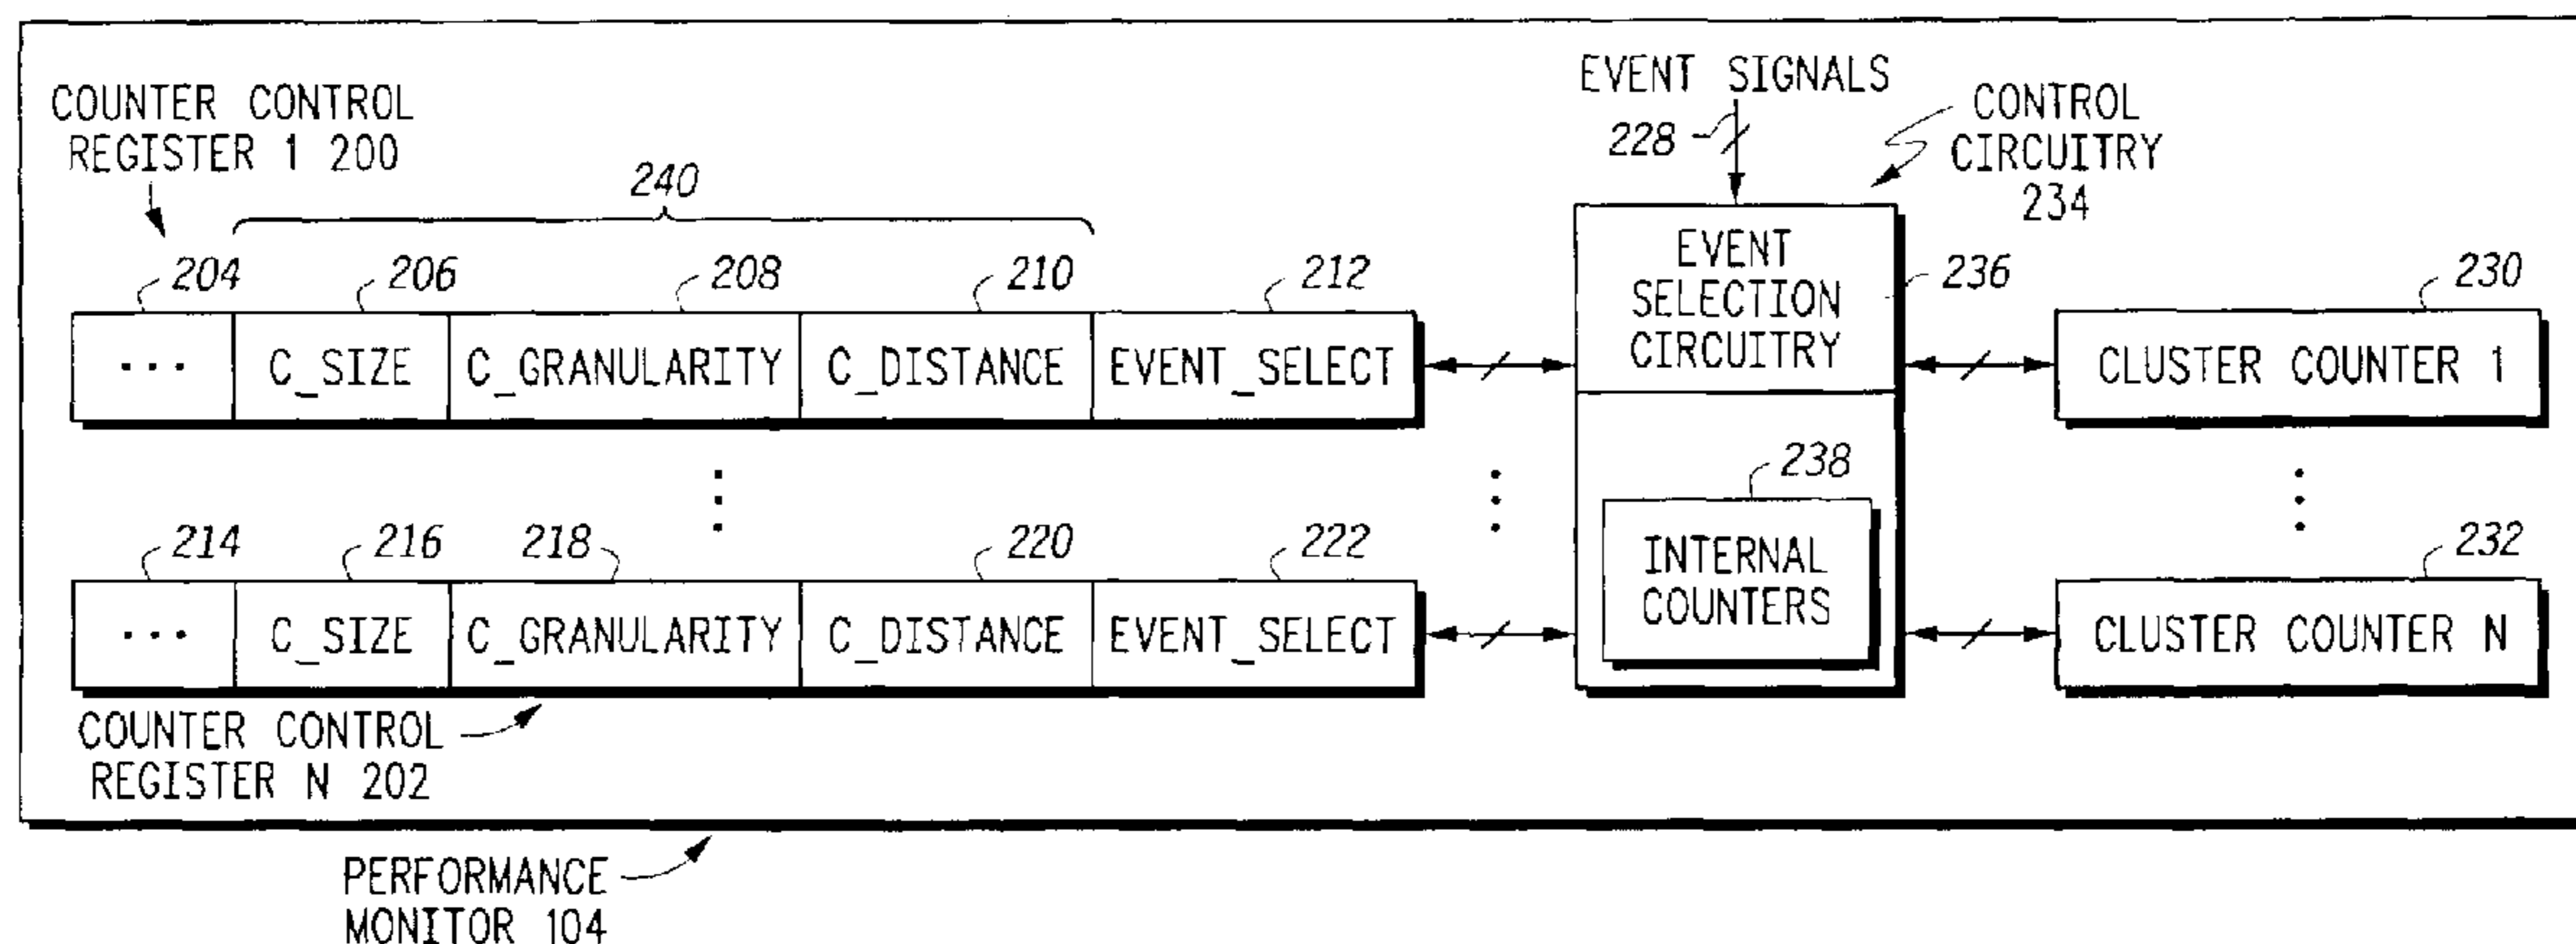 EVENT SIGNALS
228
CONTROL
CIRCUITRY
234
COUNTER CONTROL
REGISTER 1 200
240
204 206 208 210 212
... C_SIZE C_GRANULARITY C_DISTANCE EVENT_SELECT
EVENT
SELECTION
CIRCUITRY
236
230
CLUSTER COUNTER 1
238
INTERNAL
COUNTERS
214 216 218 220 222
... C_SIZE C_GRANULARITY C_DISTANCE EVENT_SELECT
232
CLUSTER COUNTER N
COUNTER CONTROL
REGISTER N 202
PERFORMANCE
MONITOR 104